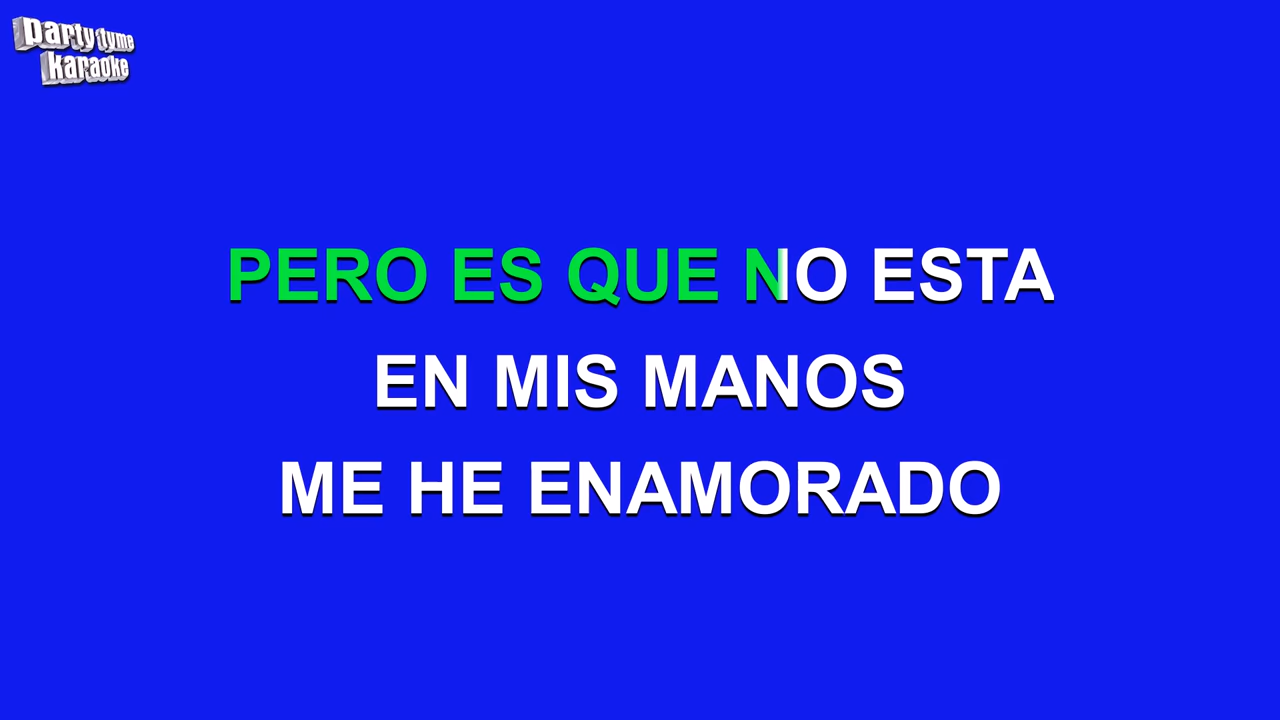 party tyme
karaoke
PERO ES QUE NO ESTA
EN MIS MANOS
ME HE ENAMORADO